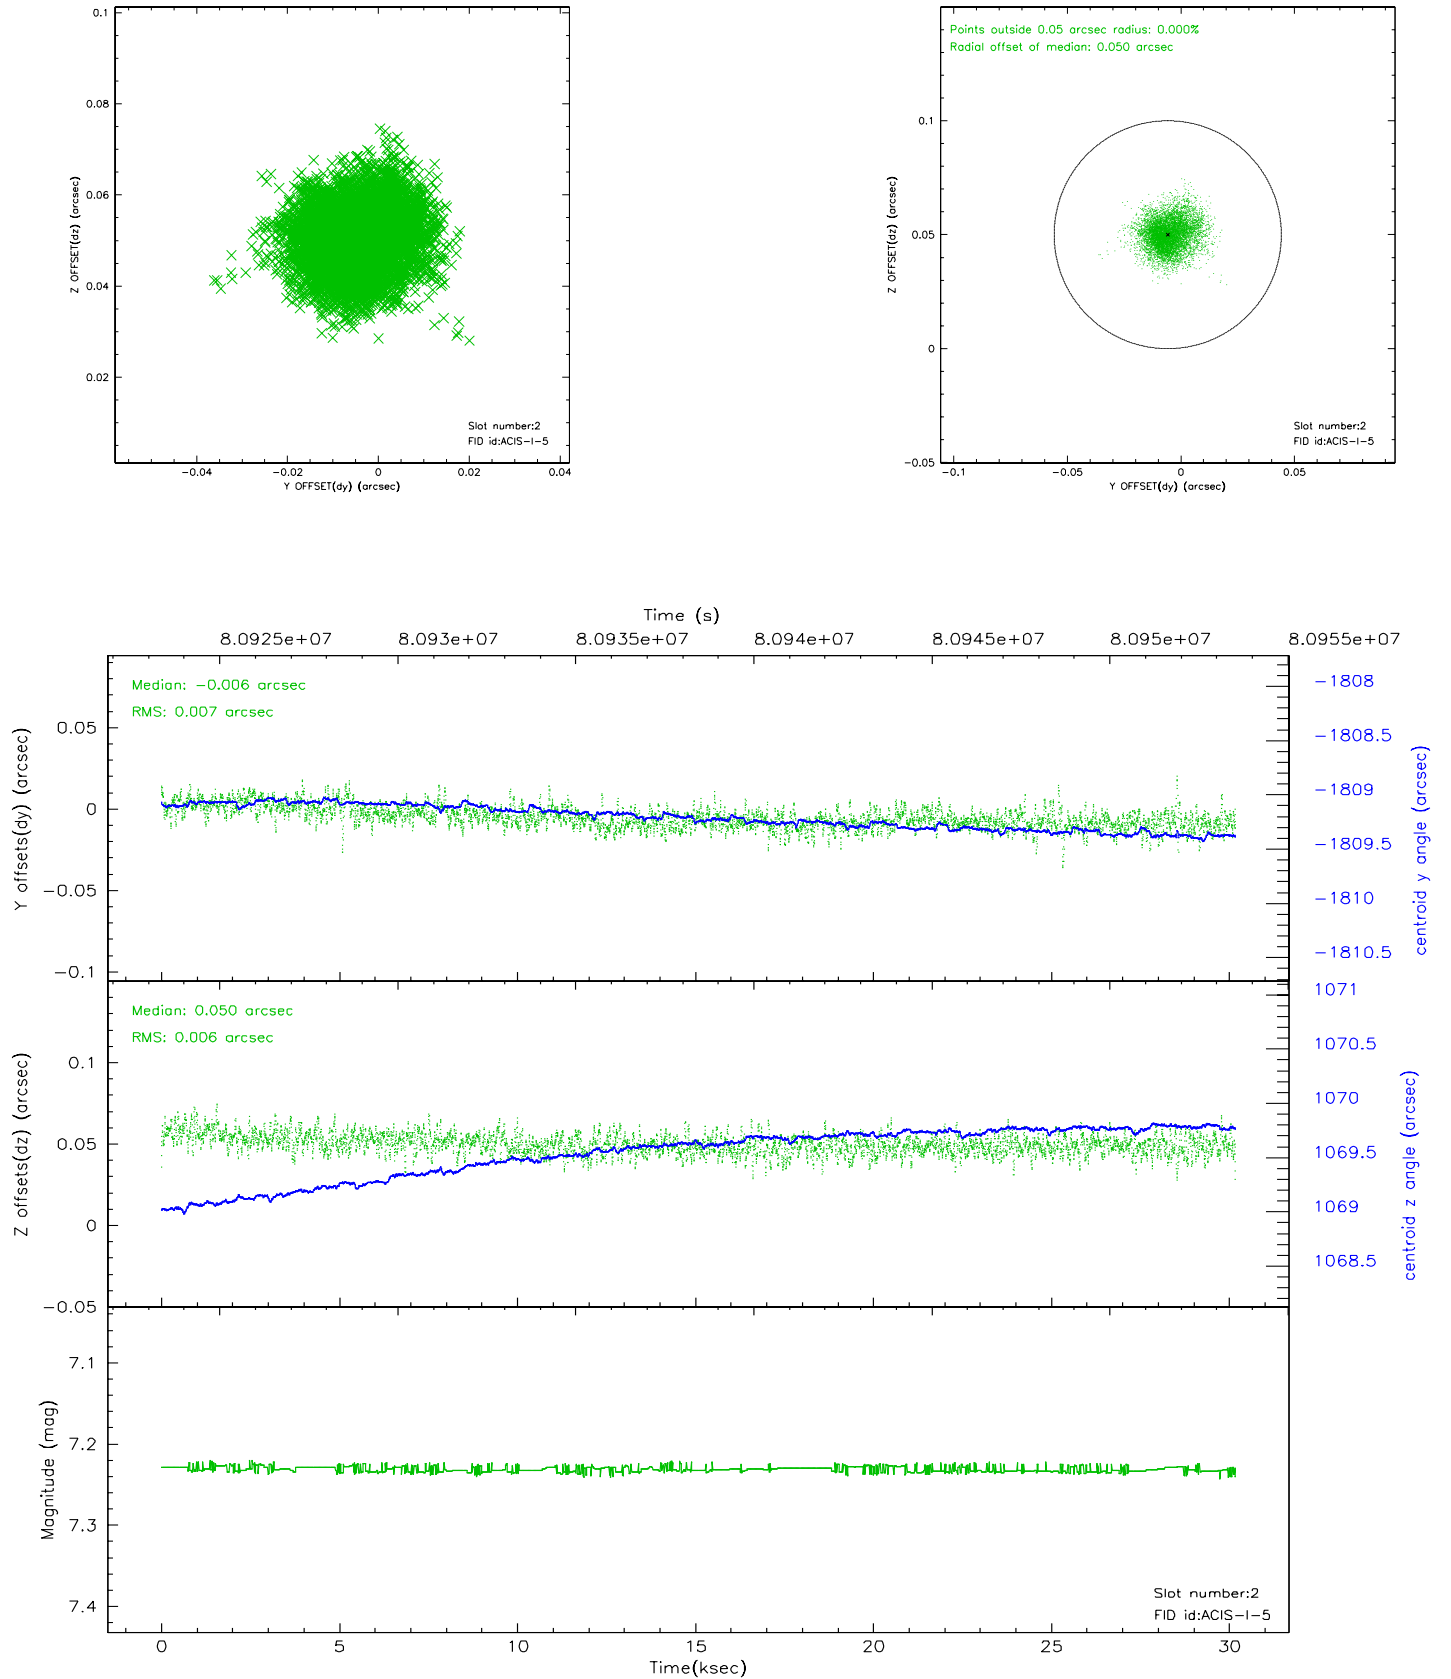 0.1
0.08
0.06
0.04
0.02
Z OFFSET(dz) (arcsec)
Slot number:2
FID id:ACIS-I-5
-0.04 -0.02 0 0.02 0.04
Y OFFSET(dy) (arcsec)
Points outside 0.05 arcsec radius: 0.000%
Radial offset of median: 0.050 arcsec
0.1
0.05
0
-0.05
Z OFFSET(dz) (arcsec)
Slot number:2
FID id:ACIS-I-5
-0.1 -0.05 0 0.05
Y OFFSET(dy) (arcsec)
Time (s)
8.0925e+07 8.093e+07 8.0935e+07 8.094e+07 8.0945e+07 8.095e+07 8.0955e+07
Median: -0.006 arcsec
RMS: 0.007 arcsec
0.05
0
-0.05
-0.1
Y offsets(dy) (arcsec)
-1808
-1808.5
-1809
-1809.5
-1810
-1810.5
centroid y angle (arcsec)
Median: 0.050 arcsec
RMS: 0.006 arcsec
0.1
0.05
0
-0.05
Z offsets(dz) (arcsec)
1071
1070.5
1070
1069.5
1069
1068.5
centroid z angle (arcsec)
7.1
7.2
7.3
7.4
Magnitude (mag)
Slot number:2
FID id:ACIS-I-5
0 5 10 15 20 25 30
Time(ksec)